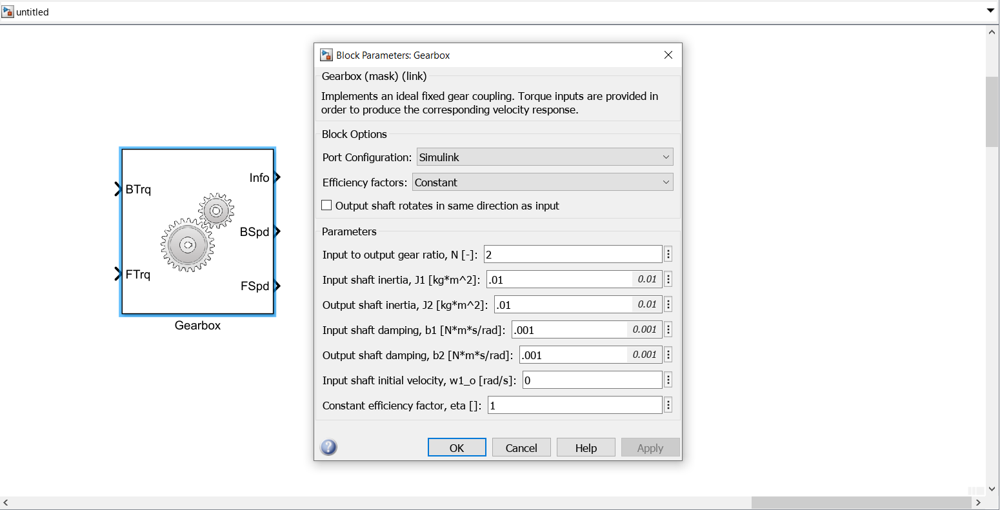 untitled
Block Parameters: Gearbox
Gearbox (mask) (link)
Implements an ideal fixed gear coupling. Torque inputs are provided in
order to produce the corresponding velocity response.
Block Options
Port Configuration: Simulink
Efficiency factors: Constant
Output shaft rotates in same direction as input
Parameters
Input to output gear ratio, N [-]: 2
Input shaft inertia, J1 [kg*m^2]: .01 0.01
Output shaft inertia, J2 [kg*m^2]: .01 0.01
Input shaft damping, b1 [N*m*s/rad]: .001 0.001
Output shaft damping, b2 [N*m*s/rad]: .001 0.001
Input shaft initial velocity, w1_o [rad/s]: 0
Constant efficiency factor, eta []: 1
?
OK Cancel Help Apply
Info
BTrq
BSpd
FTrq
FSpd
Gearbox